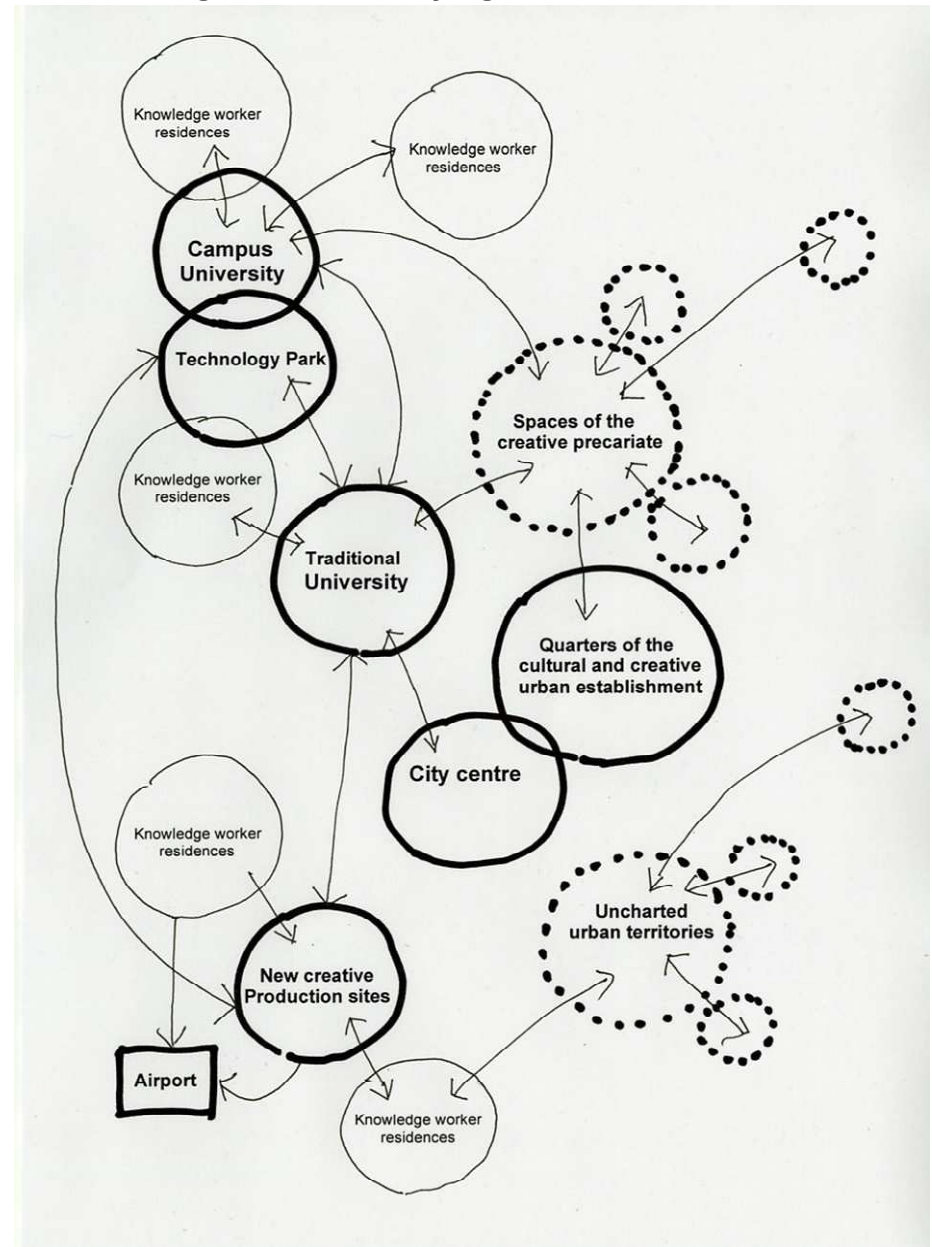 Knowledge worker
residences
Knowledge worker
residences
Campus
University
Technology Park
Spaces of the
creative precariate
Knowledge worker
residences
Traditional
University
Quarters of the
cultural and creative
urban establishment
City centre
Knowledge worker
residences
Uncharted
urban territories
New creative
Production sites
Airport
Knowledge worker
residences